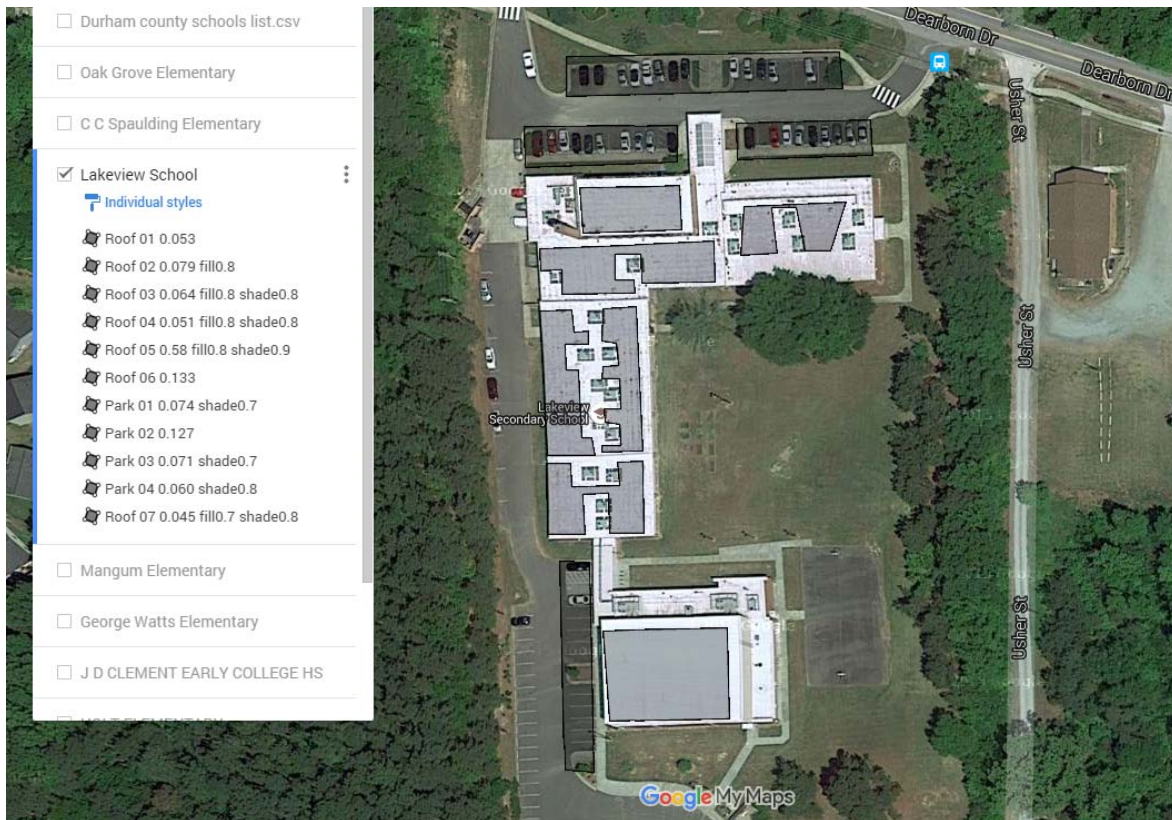 Durham county schools list.csv
Oak Grove Elementary
C C Spaulding Elementary
Lakeview School
Individual styles
Roof 01 0.053
Roof 02 0.079 fill0.8
Roof 03 0.064 fill0.8 shade0.8
Roof 04 0.051 fill0.8 shade0.8
Roof 05 0.58 fill0.8 shade0.9
Roof 06 0.133
Park 01 0.074 shade0.7
Park 02 0.127
Park 03 0.071 shade0.7
Park 04 0.060 shade0.8
Roof 07 0.045 fill0.7 shade0.8
Mangum Elementary
George Watts Elementary
J D CLEMENT EARLY COLLEGE HS
Dearborn Dr
Dearborn Dr
Usher St
Usher St
Lakeview
Secondary School
Usher St
Google My Maps